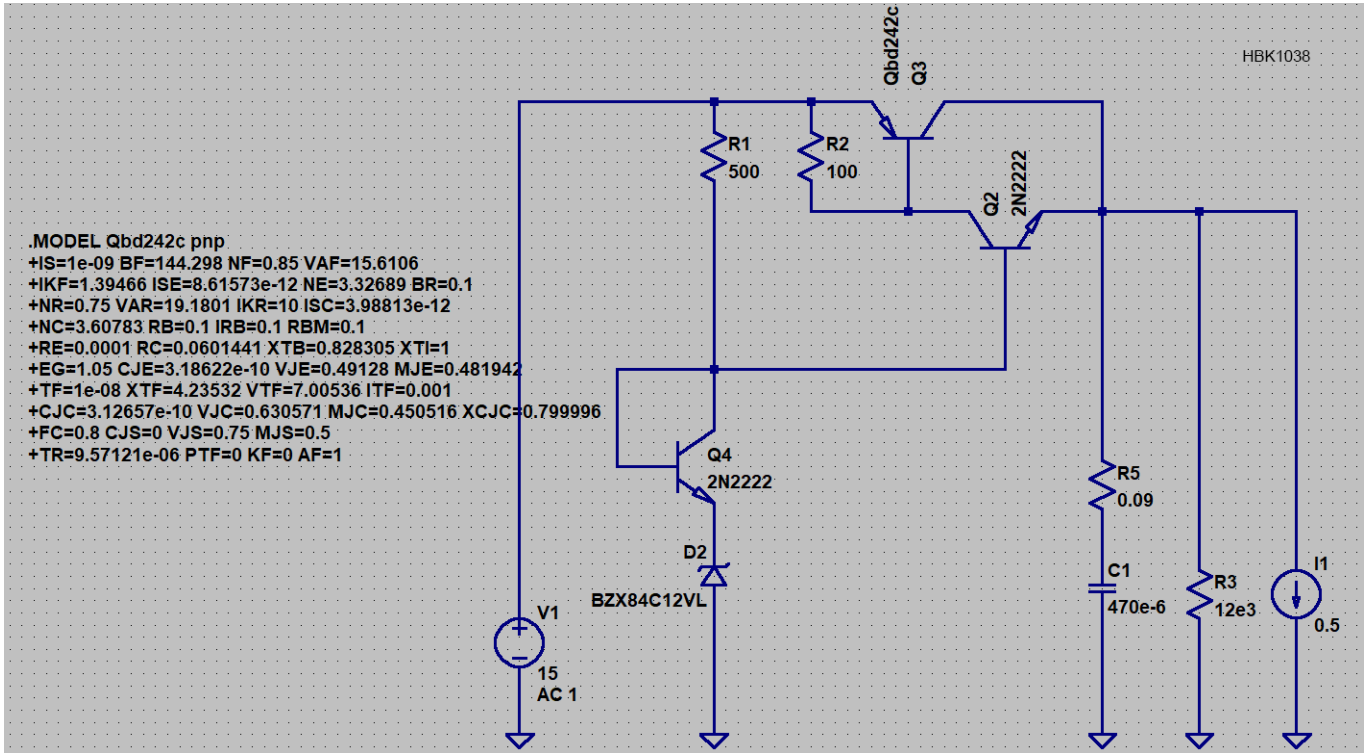 HBK1038
Qbd242c
Q3
R1
500
R2
100
Q2
2N2222
.MODEL Qbd242c pnp
+IS=1e-09 BF=144.298 NF=0.85 VAF=15.6106
+IKF=1.39466 ISE=8.61573e-12 NE=3.32689 BR=0.1
+NR=0.75 VAR=19.1801 IKR=10 ISC=3.98813e-12
+NC=3.60783 RB=0.1 IRB=0.1 RBM=0.1
+RE=0.0001 RC=0.0601441 XTB=0.828305 XTI=1
+EG=1.05 CJE=3.18622e-10 VJE=0.49128 MJE=0.481942
+TF=1e-08 XTF=4.23532 VTF=7.00536 ITF=0.001
+CJC=3.12657e-10 VJC=0.630571 MJC=0.450516 XCJC=0.799996
+FC=0.8 CJS=0 VJS=0.75 MJS=0.5
+TR=9.57121e-06 PTF=0 KF=0 AF=1
Q4
2N2222
R5
0.09
D2
BZX84C12VL
C1
470e-6
R3
12e3
I1
0.5
V1
15
AC 1